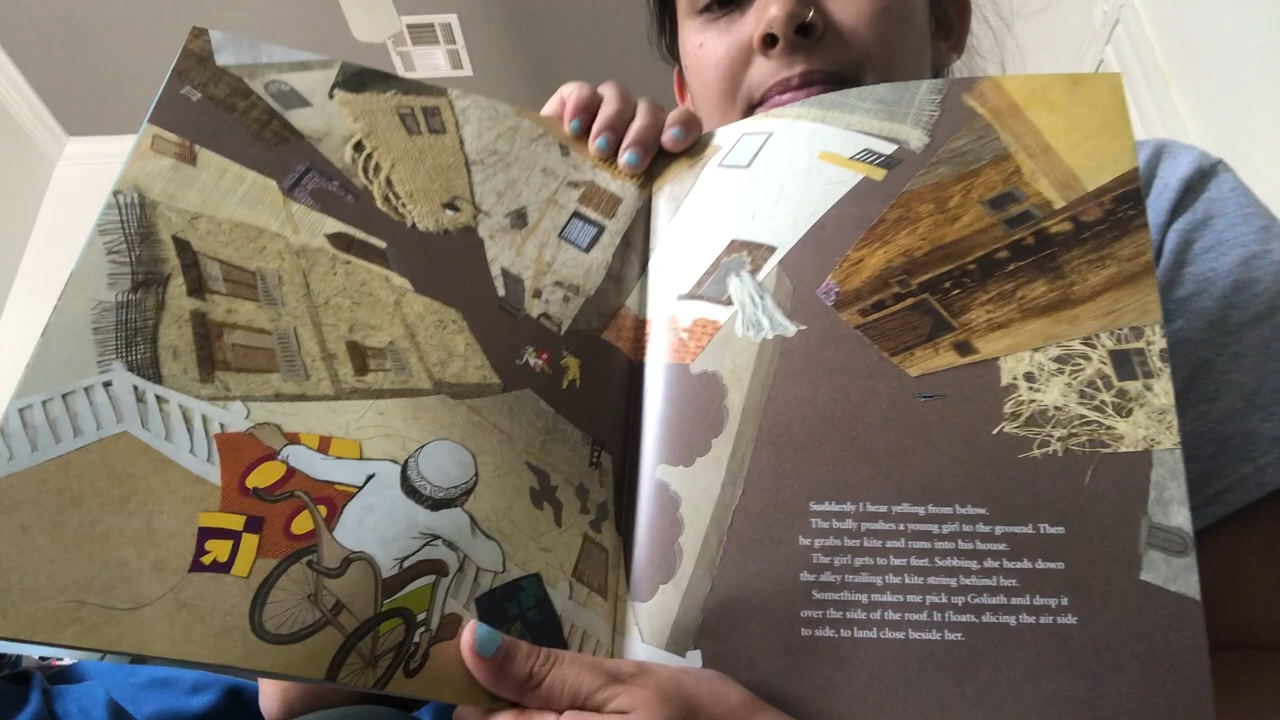 Suddenly I hear yelling from below.
The bully pushes a young girl to the ground. Then
he grabs her kite and runs into his house.
The girl gets to her feet. Sobbing, she heads down
the alley trailing the kite string behind her.
Something makes me pick up Goliath and drop it
over the side of the roof. It floats, slicing the air side
to side, to land close beside her.